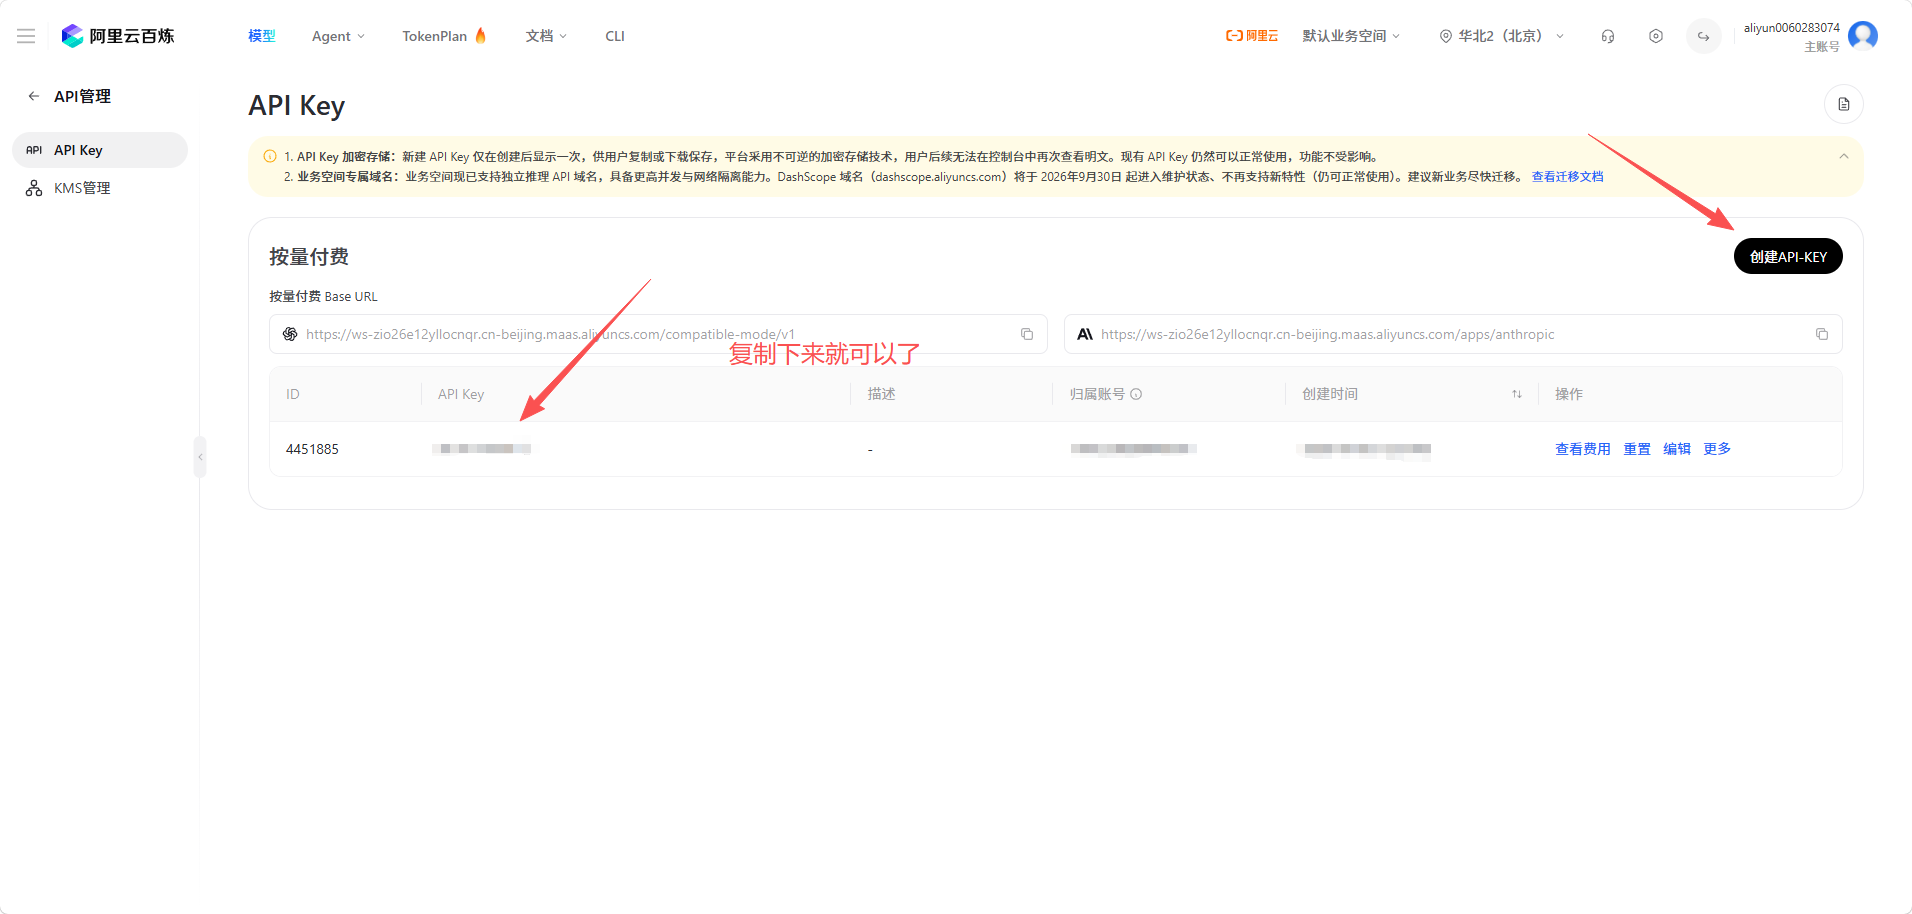 阿里云百炼
模型 Agent TokenPlan 文档 CLI
阿里云 默认业务空间 华北2（北京） aliyun0060283074
主账号
API管理
API API Key
KMS管理
API Key
1. API Key 加密存储：新建 API Key 仅在创建后显示一次，供用户复制或下载保存，平台采用不可逆的加密存储技术，用户后续无法在控制台中再次查看明文。现有 API Key 仍然可以正常使用，功能不受影响。
2. 业务空间专属域名：业务空间现已支持独立推理 API 域名，具备更高并发与网络隔离能力。DashScope 域名（dashscope.aliyuncs.com）将于 2026年9月30日 起进入维护状态、不再支持新特性（仍可正常使用）。建议新业务尽快迁移。 查看迁移文档
按量付费
创建API-KEY
按量付费 Base URL
https://ws-zio26e12yllocnqr.cn-beijing.maas.aliyuncs.com/compatible-mode/v1
https://ws-zio26e12yllocnqr.cn-beijing.maas.aliyuncs.com/apps/anthropic
复制下来就可以了
ID API Key 描述 归属账号 创建时间 操作
4451885 - 查看费用 重置 编辑 更多